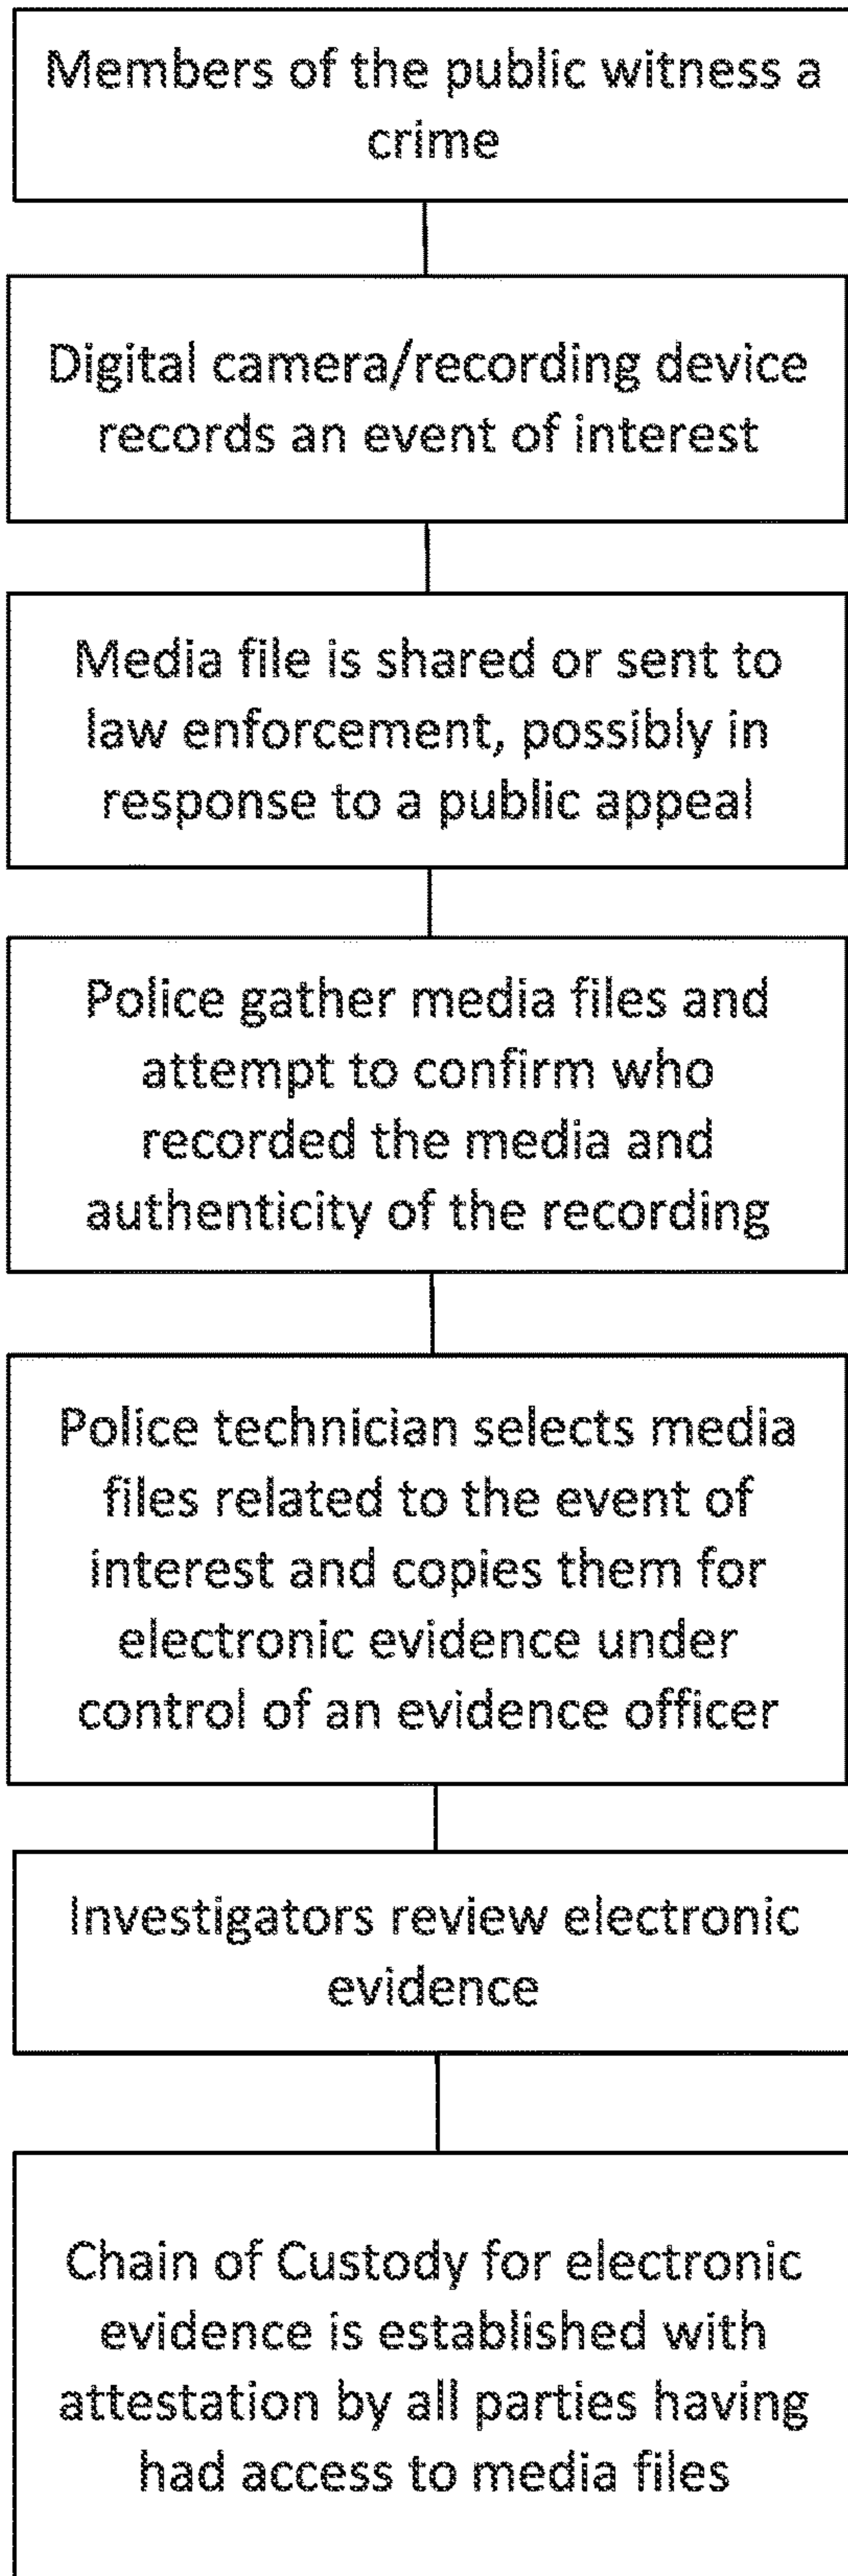 Members of the public witness a
crime
Digital camera/recording device
records an event of interest
Media file is shared or sent to
law enforcement, possibly in
response to a public appeal
Police gather media files and
attempt to confirm who
recorded the media and
authenticity of the recording
Police technician selects media
files related to the event of
interest and copies them for
electronic evidence under
control of an evidence officer
Investigators review electronic
evidence
Chain of Custody for electronic
evidence is established with
attestation by all parties having
had access to media files